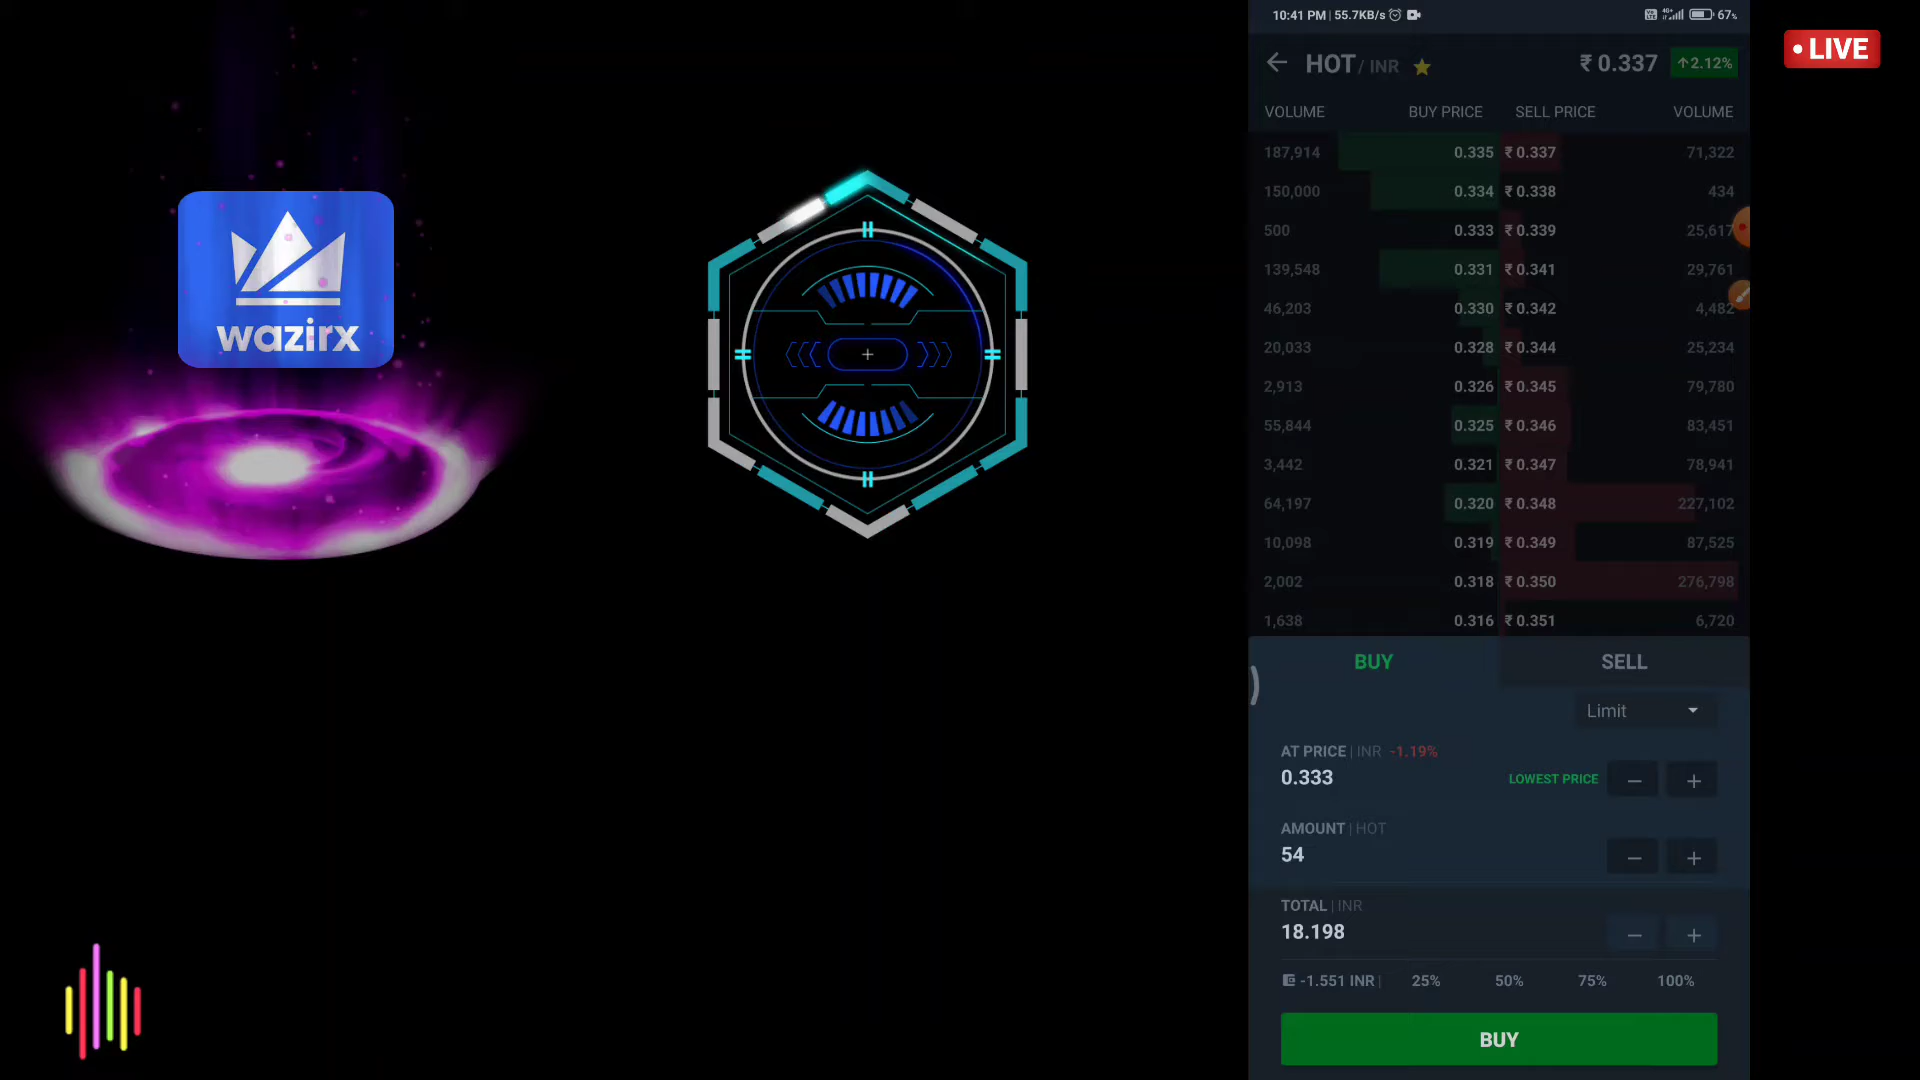 10:41 PM | 55.7KB/s 67%
• LIVE
HOT / INR ₹ 0.337 ↑2.12%
VOLUME BUY PRICE SELL PRICE VOLUME
187,914 0.335 ₹ 0.337 71,322
150,000 0.334 ₹ 0.338 434
500 0.333 ₹ 0.339 25,617
139,548 0.331 ₹ 0.341 29,761
46,203 0.330 ₹ 0.342 4,482
20,033 0.328 ₹ 0.344 25,234
2,913 0.326 ₹ 0.345 79,780
55,844 0.325 ₹ 0.346 83,451
3,442 0.321 ₹ 0.347 78,941
64,197 0.320 ₹ 0.348 227,102
10,098 0.319 ₹ 0.349 87,525
2,002 0.318 ₹ 0.350 276,798
1,638 0.316 ₹ 0.351 6,720
wazirx
BUY SELL
Limit
AT PRICE | INR -1.19%
0.333 LOWEST PRICE − +
AMOUNT | HOT
54 − +
TOTAL | INR
18.198 − +
-1.551 INR | 25% 50% 75% 100%
BUY